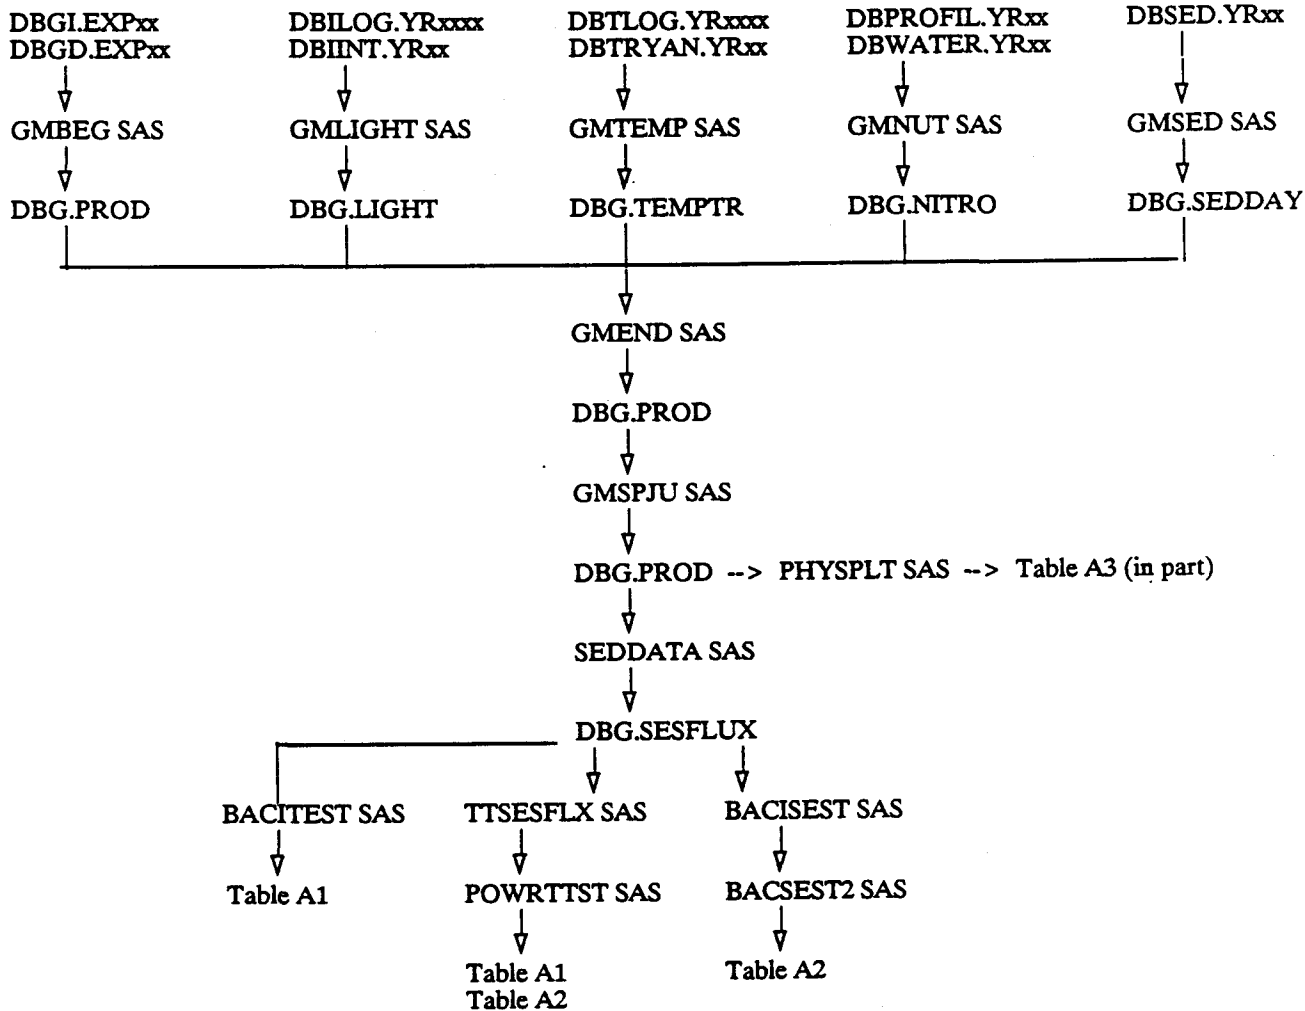 DBGI.EXPxx DBILOG.YRxxxx DBTLOG.YRxxxx DBPROFIL.YRxx DBSED.YRxx
DBGD.EXPxx DBIINT.YRxx DBTRYAN.YRxx DBWATER.YRxx
GMBEG SAS GMLIGHT SAS GMTEMP SAS GMNUT SAS GMSED SAS
DBG.PROD DBG.LIGHT DBG.TEMPTR DBG.NITRO DBG.SEDDAY
GMEND SAS
DBG.PROD
GMSPJU SAS
DBG.PROD --> PHYSPLT SAS --> Table A3 (in part)
SEDDATA SAS
DBG.SESFLUX
BACITEST SAS TTSESFLX SAS BACISEST SAS
Table A1 POWRTTST SAS BACSEST2 SAS
Table A1 Table A2
Table A2